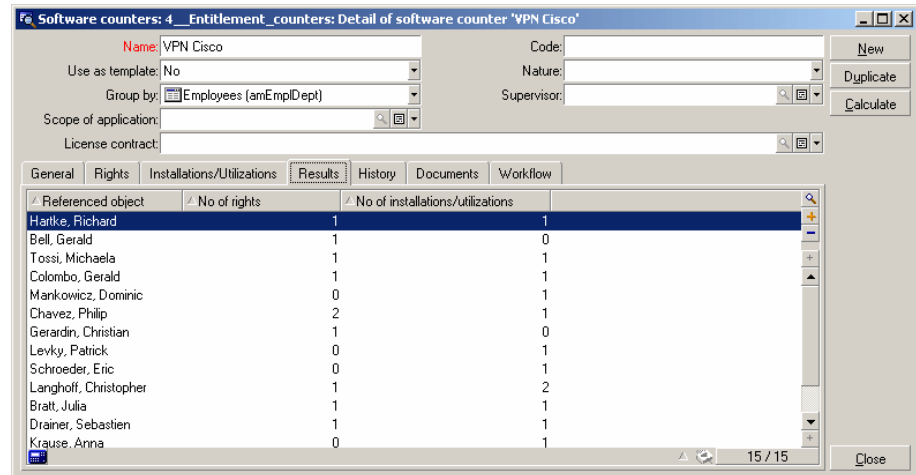 Software counters: 4__Entitlement_counters: Detail of software counter 'VPN Cisco'
Name: VPN Cisco Code: New
Use as template: No Nature: Duplicate
Group by: Employees (amEmplDept) Supervisor: Calculate
Scope of application:
License contract:
General Rights Installations/Utilizations Results History Documents Workflow
Referenced object No of rights No of installations/utilizations
Hartke, Richard 1 1
Bell, Gerald 1 0
Tossi, Michaela 1 1
Colombo, Gerald 1 1
Mankowicz, Dominic 0 1
Chavez, Philip 2 1
Gerardin, Christian 1 0
Levky, Patrick 0 1
Schroeder, Eric 0 1
Langhoff, Christopher 1 2
Bratt, Julia 1 1
Drainer, Sebastien 1 1
Krause, Anna 0 1
15 / 15 Close